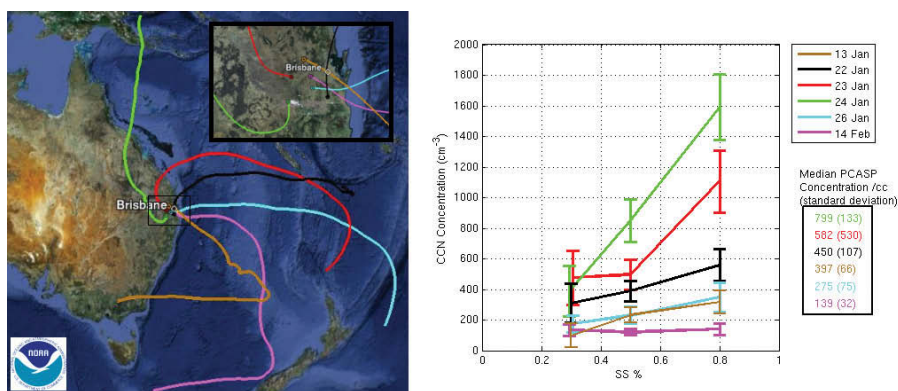 Brisbane
Brisbane
NOAA
2000
1800
1600
1400
1200
1000
800
600
400
200
0
0 0.2 0.4 0.6 0.8 1
CCN Concentration (cm⁻³)
SS %
13 Jan
22 Jan
23 Jan
24 Jan
26 Jan
14 Feb
Median PCASP
Concentration /cc
(standard deviation)
799 (133)
582 (530)
450 (107)
397 (66)
275 (75)
139 (32)